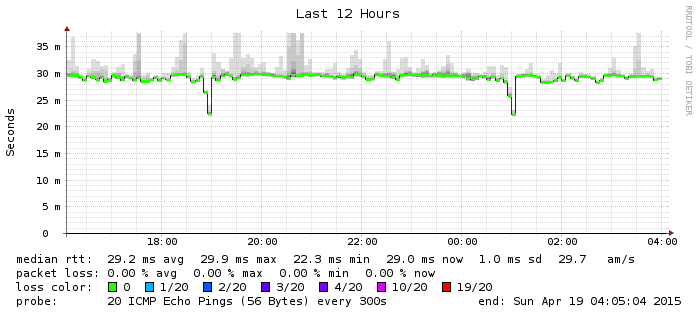 Last 12 Hours
RRDTOOL / TOBI OETIKER
Seconds
35 m
30 m
25 m
20 m
15 m
10 m
5 m
0
18:00 20:00 22:00 00:00 02:00 04:00
median rtt: 29.2 ms avg 29.9 ms max 22.3 ms min 29.0 ms now 1.0 ms sd 29.7 am/s
packet loss: 0.00 % avg 0.00 % max 0.00 % min 0.00 % now
loss color: 0 1/20 2/20 3/20 4/20 10/20 19/20
probe: 20 ICMP Echo Pings (56 Bytes) every 300s end: Sun Apr 19 04:05:04 2015